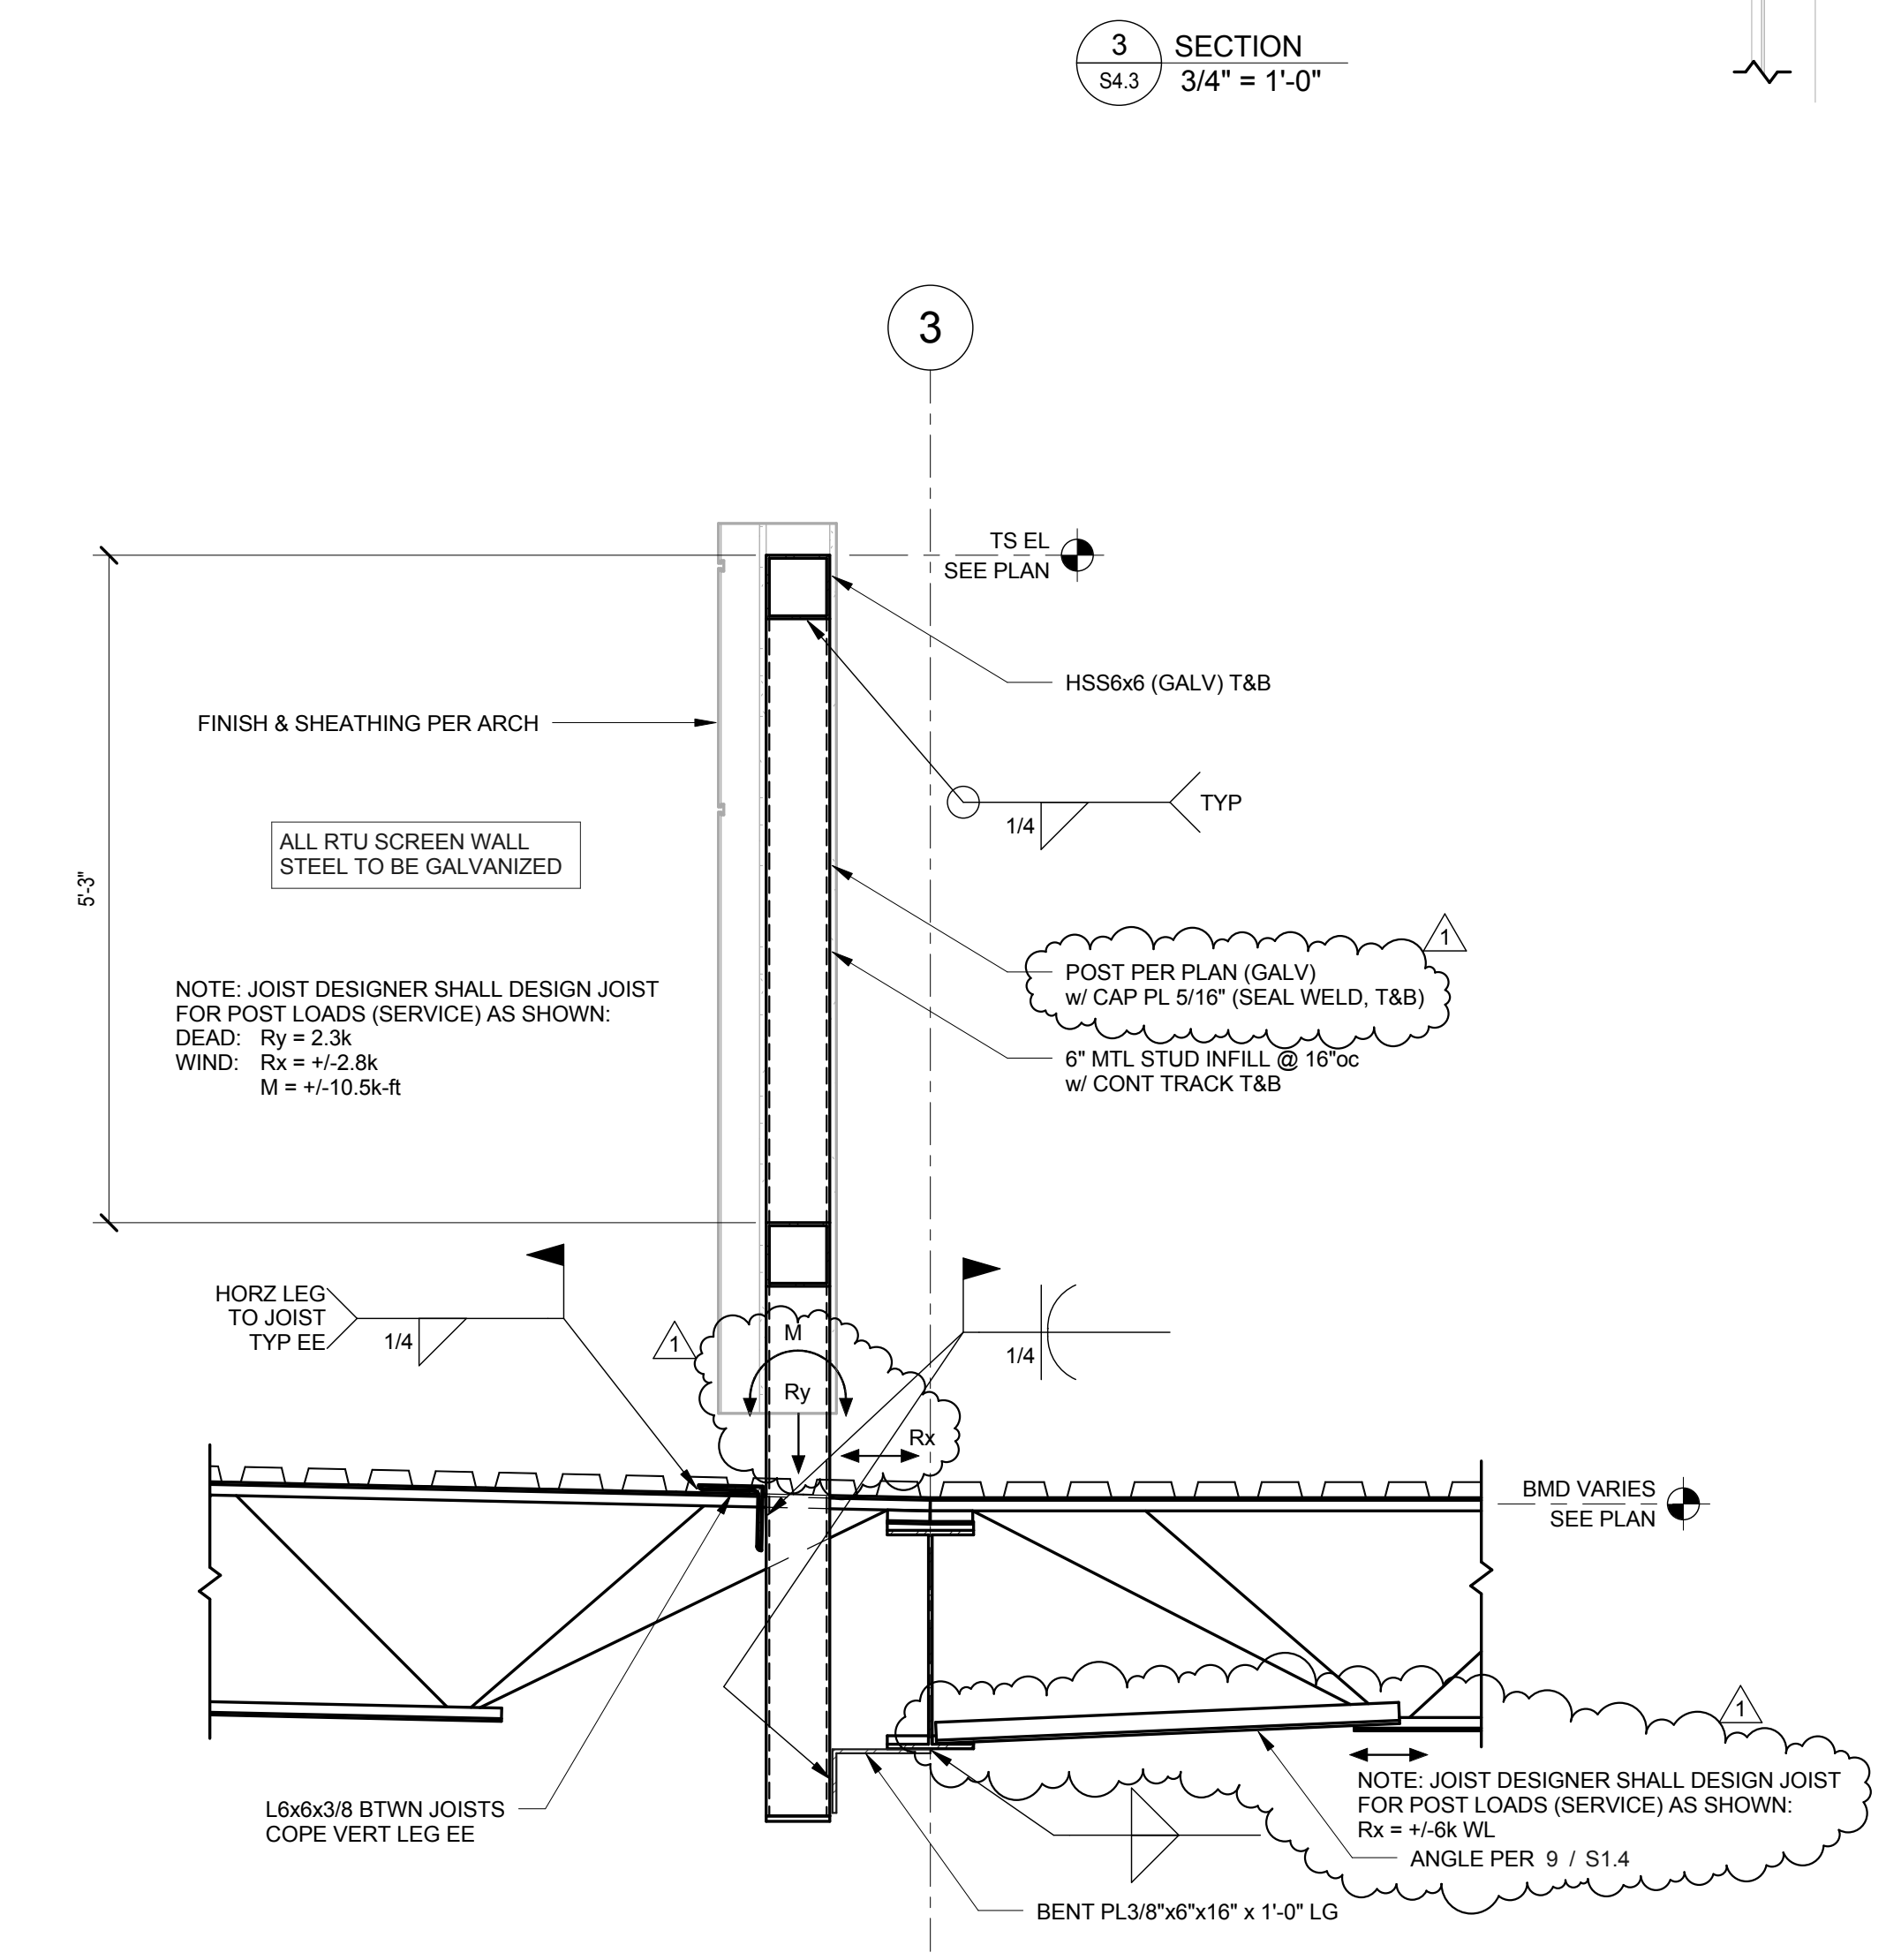 3
SECTION
S4.3
3/4" = 1'-0"
3
TS EL
SEE PLAN
HSS6x6 (GALV) T&B
FINISH & SHEATHING PER ARCH
1/4
TYP
ALL RTU SCREEN WALL
STEEL TO BE GALVANIZED
5'-3"
1
POST PER PLAN (GALV)
w/ CAP PL 5/16" (SEAL WELD, T&B)
NOTE: JOIST DESIGNER SHALL DESIGN JOIST
FOR POST LOADS (SERVICE) AS SHOWN:
DEAD: Ry = 2.3k
WIND: Rx = +/-2.8k
M = +/-10.5k-ft
6" MTL STUD INFILL @ 16"oc
w/ CONT TRACK T&B
HORZ LEG
TO JOIST
TYP EE
1/4
1
M
Ry
Rx
1/4
BMD VARIES
SEE PLAN
1
NOTE: JOIST DESIGNER SHALL DESIGN JOIST
FOR POST LOADS (SERVICE) AS SHOWN:
Rx = +/-6k WL
ANGLE PER 9 / S1.4
L6x6x3/8 BTWN JOISTS
COPE VERT LEG EE
BENT PL3/8"x6"x16" x 1'-0" LG